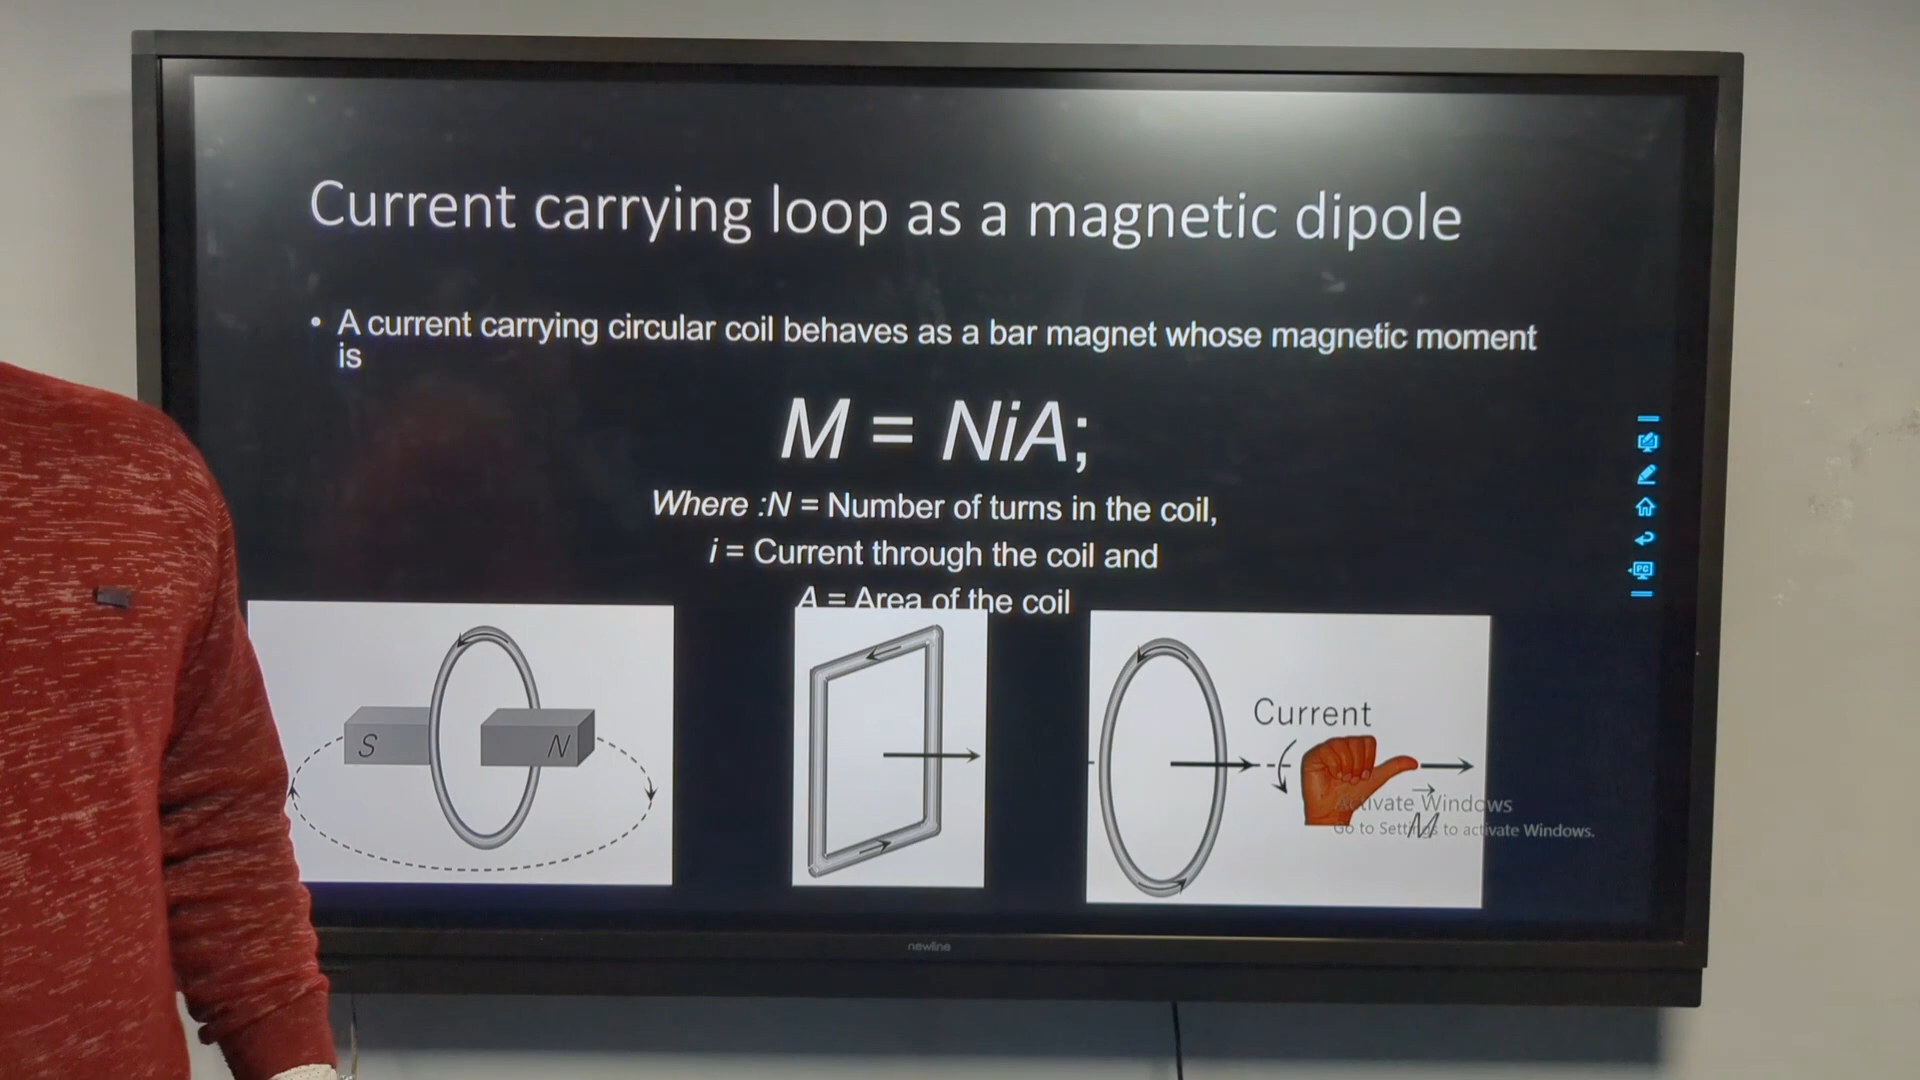 Current carrying loop as a magnetic dipole
• A current carrying circular coil behaves as a bar magnet whose magnetic moment
is
M = NiA;
Where :N = Number of turns in the coil,
i = Current through the coil and
A = Area of the coil
S
N
Current
M
Activate Windows
Go to Settings to activate Windows.
PC
newline